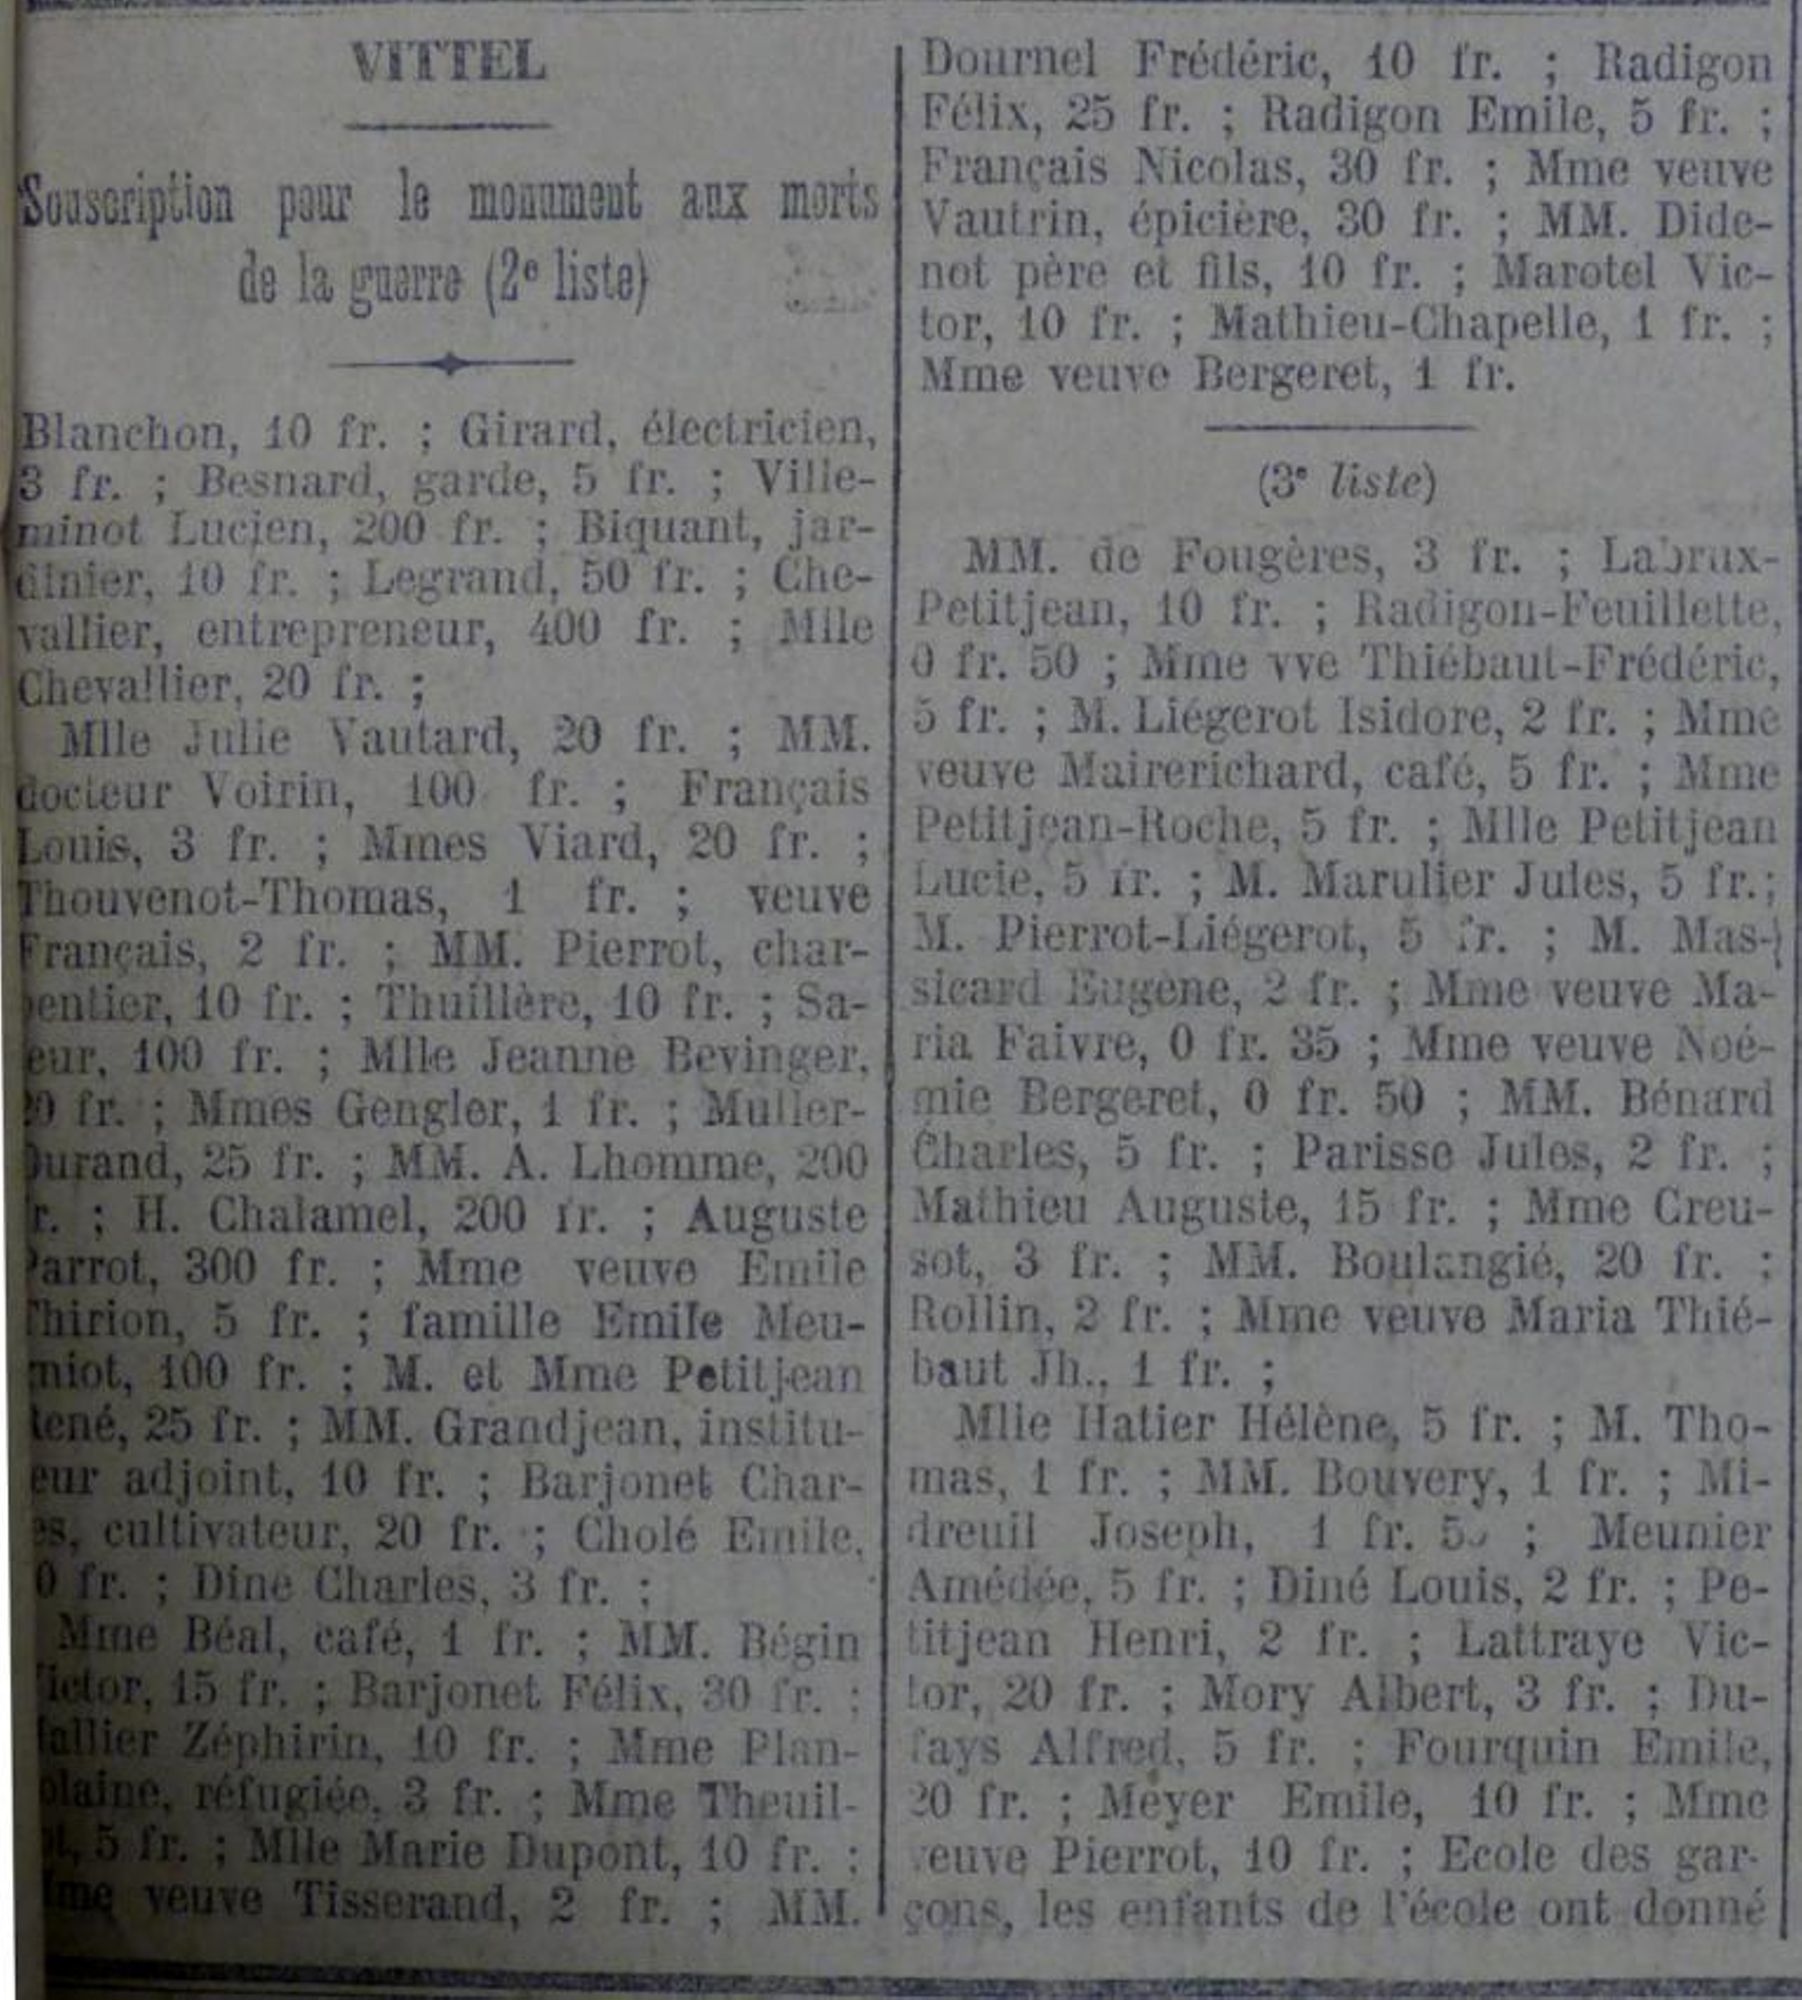 VITTEL
Souscription pour le monument aux morts
de la guerre (2e liste)
Blanchon, 10 fr. ; Girard, électricien,
3 fr. ; Besnard, garde, 5 fr. ; Ville-
minot Lucien, 200 fr. ; Biquant, jar-
dinier, 10 fr. ; Legrand, 50 fr. ; Che-
vallier, entrepreneur, 400 fr. ; Mlle
Chevallier, 20 fr. ;
Mlle Julie Vautard, 20 fr. ; MM.
docteur Voirin, 100 fr. ; Français
Louis, 3 fr. ; Mmes Viard, 20 fr. ;
Thouvenot-Thomas, 1 fr. ; veuve
Français, 2 fr. ; MM. Pierrot, char-
pentier, 10 fr. ; Thuillère, 10 fr. ; Sa-
eur, 100 fr. ; Mlle Jeanne Bevinger,
0 fr. ; Mmes Gengler, 1 fr. ; Muller-
Durand, 25 fr. ; MM. A. Lhomme, 200
fr. ; H. Chalamel, 200 fr. ; Auguste
Parrot, 300 fr. ; Mme veuve Emile
Thirion, 5 fr. ; famille Emile Meu-
niot, 100 fr. ; M. et Mme Petitjean
René, 25 fr. ; MM. Grandjean, institu-
eur adjoint, 10 fr. ; Barjonet Char-
es, cultivateur, 20 fr. ; Cholé Emile,
0 fr. ; Dine Charles, 3 fr. ;
Mme Béal, café, 1 fr. ; MM. Bégin
Victor, 15 fr. ; Barjonet Félix, 30 fr. ;
allier Zéphirin, 10 fr. ; Mme Plan-
olaine, réfugiée, 3 fr. ; Mme Theuil-
ot, 5 fr. ; Mlle Marie Dupont, 10 fr. ;
Mme veuve Tisserand, 2 fr. ; MM.
Dournel Frédéric, 10 fr. ; Radigon
Félix, 25 fr. ; Radigon Emile, 5 fr. ;
Français Nicolas, 30 fr. ; Mme veuve
Vautrin, épicière, 30 fr. ; MM. Dide-
not père et fils, 10 fr. ; Marotel Vic-
tor, 10 fr. ; Mathieu-Chapelle, 1 fr. ;
Mme veuve Bergeret, 1 fr.
(3e liste)
MM. de Fougères, 3 fr. ; Labrux-
Petitjean, 10 fr. ; Radigon-Feuillette,
0 fr. 50 ; Mme vve Thiébaut-Frédéric,
5 fr. ; M. Liégerot Isidore, 2 fr. ; Mme
veuve Mairerichard, café, 5 fr. ; Mme
Petitjean-Roche, 5 fr. ; Mlle Petitjean
Lucie, 5 fr. ; M. Marulier Jules, 5 fr.;
M. Pierrot-Liégerot, 5 fr. ; M. Mas-
sicard Eugène, 2 fr. ; Mme veuve Ma-
ria Faivre, 0 fr. 35 ; Mme veuve Noé-
mie Bergeret, 0 fr. 50 ; MM. Bénard
Charles, 5 fr. ; Parisse Jules, 2 fr. ;
Mathieu Auguste, 15 fr. ; Mme Creu-
sot, 3 fr. ; MM. Boulangié, 20 fr. ;
Rollin, 2 fr. ; Mme veuve Maria Thié-
baut Jh., 1 fr. ;
Mlle Hatier Hélène, 5 fr. ; M. Tho-
mas, 1 fr. ; MM. Bouvery, 1 fr. ; Mi-
dreuil Joseph, 1 fr. 50 ; Meunier
Amédée, 5 fr. ; Diné Louis, 2 fr. ; Pe-
titjean Henri, 2 fr. ; Lattraye Vic-
tor, 20 fr. ; Mory Albert, 3 fr. ; Du-
fays Alfred, 5 fr. ; Fourquin Emile,
20 fr. ; Meyer Emile, 10 fr. ; Mme
veuve Pierrot, 10 fr. ; Ecole des gar-
çons, les enfants de l'école ont donné